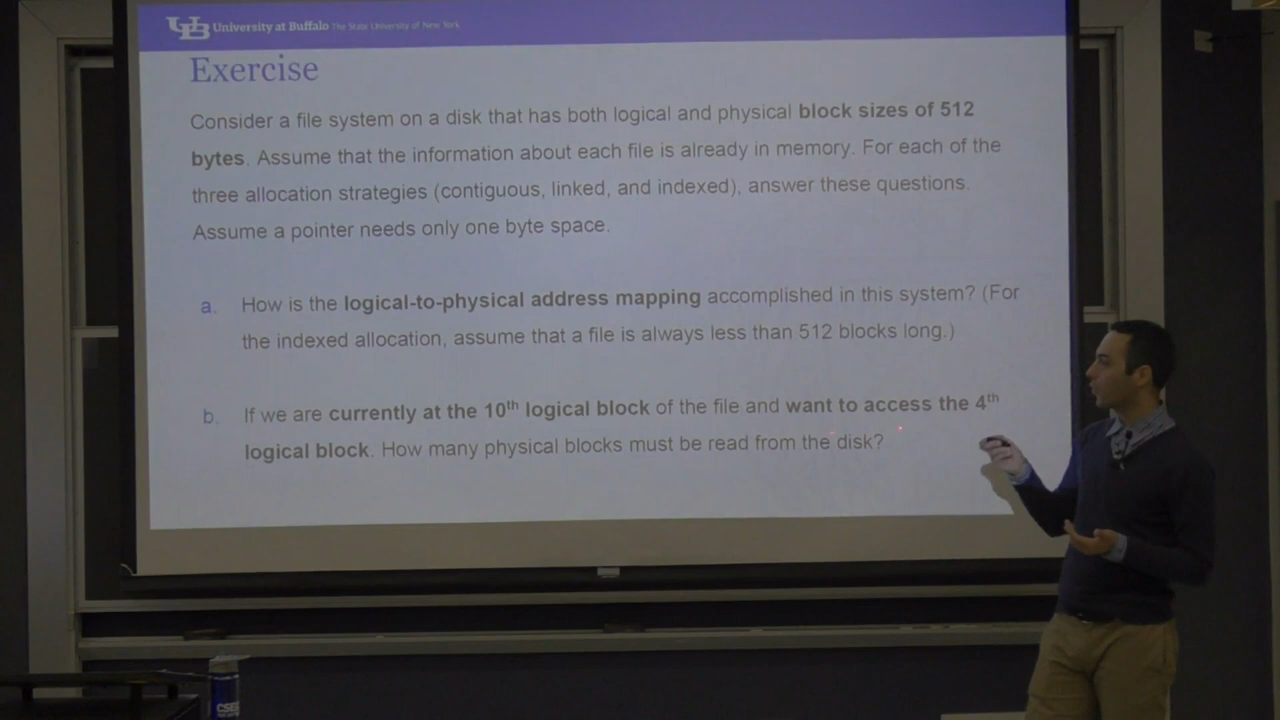 UB University at Buffalo The State University of New York
Exercise
Consider a file system on a disk that has both logical and physical block sizes of 512
bytes. Assume that the information about each file is already in memory. For each of the
three allocation strategies (contiguous, linked, and indexed), answer these questions.
Assume a pointer needs only one byte space.
a. How is the logical-to-physical address mapping accomplished in this system? (For
the indexed allocation, assume that a file is always less than 512 blocks long.)
b. If we are currently at the 10th logical block of the file and want to access the 4th
logical block. How many physical blocks must be read from the disk?
CSE